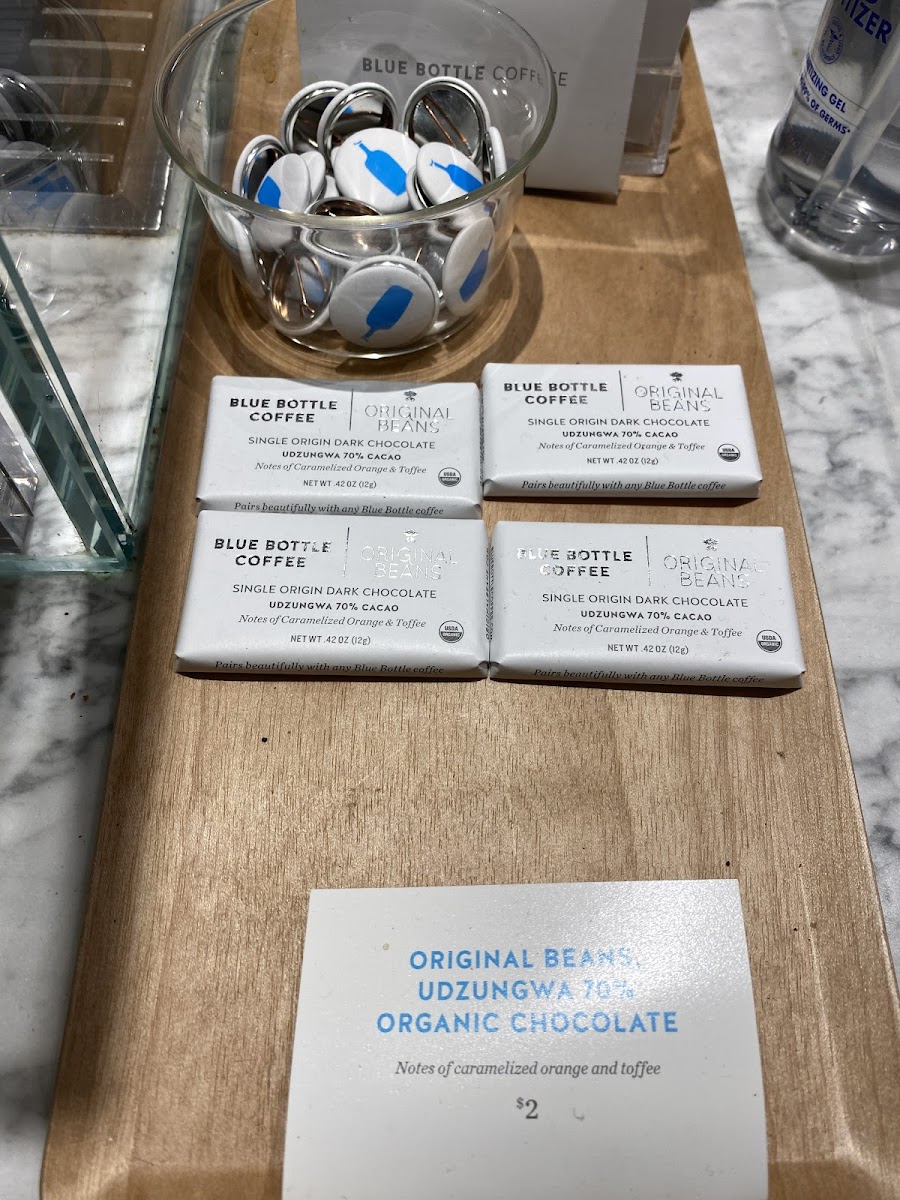 BLUE BOTTLE COFFEE
TIZER
TIZING GEL
OF GERMS*
BLUE BOTTLE
COFFEE
ORIGINAL
BEANS
SINGLE ORIGIN DARK CHOCOLATE
UDZUNGWA 70% CACAO
Notes of Caramelized Orange & Toffee
NET WT .42 OZ (12g)
USDA
ORGANIC
Pairs beautifully with any Blue Bottle coffee
BLUE BOTTLE
COFFEE
ORIGINAL
BEANS
SINGLE ORIGIN DARK CHOCOLATE
UDZUNGWA 70% CACAO
Notes of Caramelized Orange & Toffee
NET WT .42 OZ (12g)
USDA
ORGANIC
Pairs beautifully with any Blue Bottle coffee
BLUE BOTTLE
COFFEE
ORIGINAL
BEANS
SINGLE ORIGIN DARK CHOCOLATE
UDZUNGWA 70% CACAO
Notes of Caramelized Orange & Toffee
NET WT .42 OZ (12g)
USDA
ORGANIC
Pairs beautifully with any Blue Bottle coffee
BLUE BOTTLE
COFFEE
ORIGINAL
BEANS
SINGLE ORIGIN DARK CHOCOLATE
UDZUNGWA 70% CACAO
Notes of Caramelized Orange & Toffee
NET WT .42 OZ (12g)
USDA
ORGANIC
Pairs beautifully with any Blue Bottle coffee
ORIGINAL BEANS,
UDZUNGWA 70%
ORGANIC CHOCOLATE
Notes of caramelized orange and toffee
$2